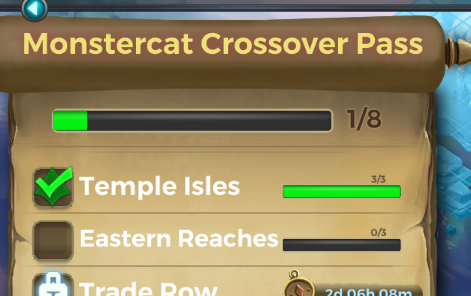 Monstercat Crossover Pass
1/8
Temple Isles 3/3
Eastern Reaches 0/3
Trade Row 2d 06h 08m